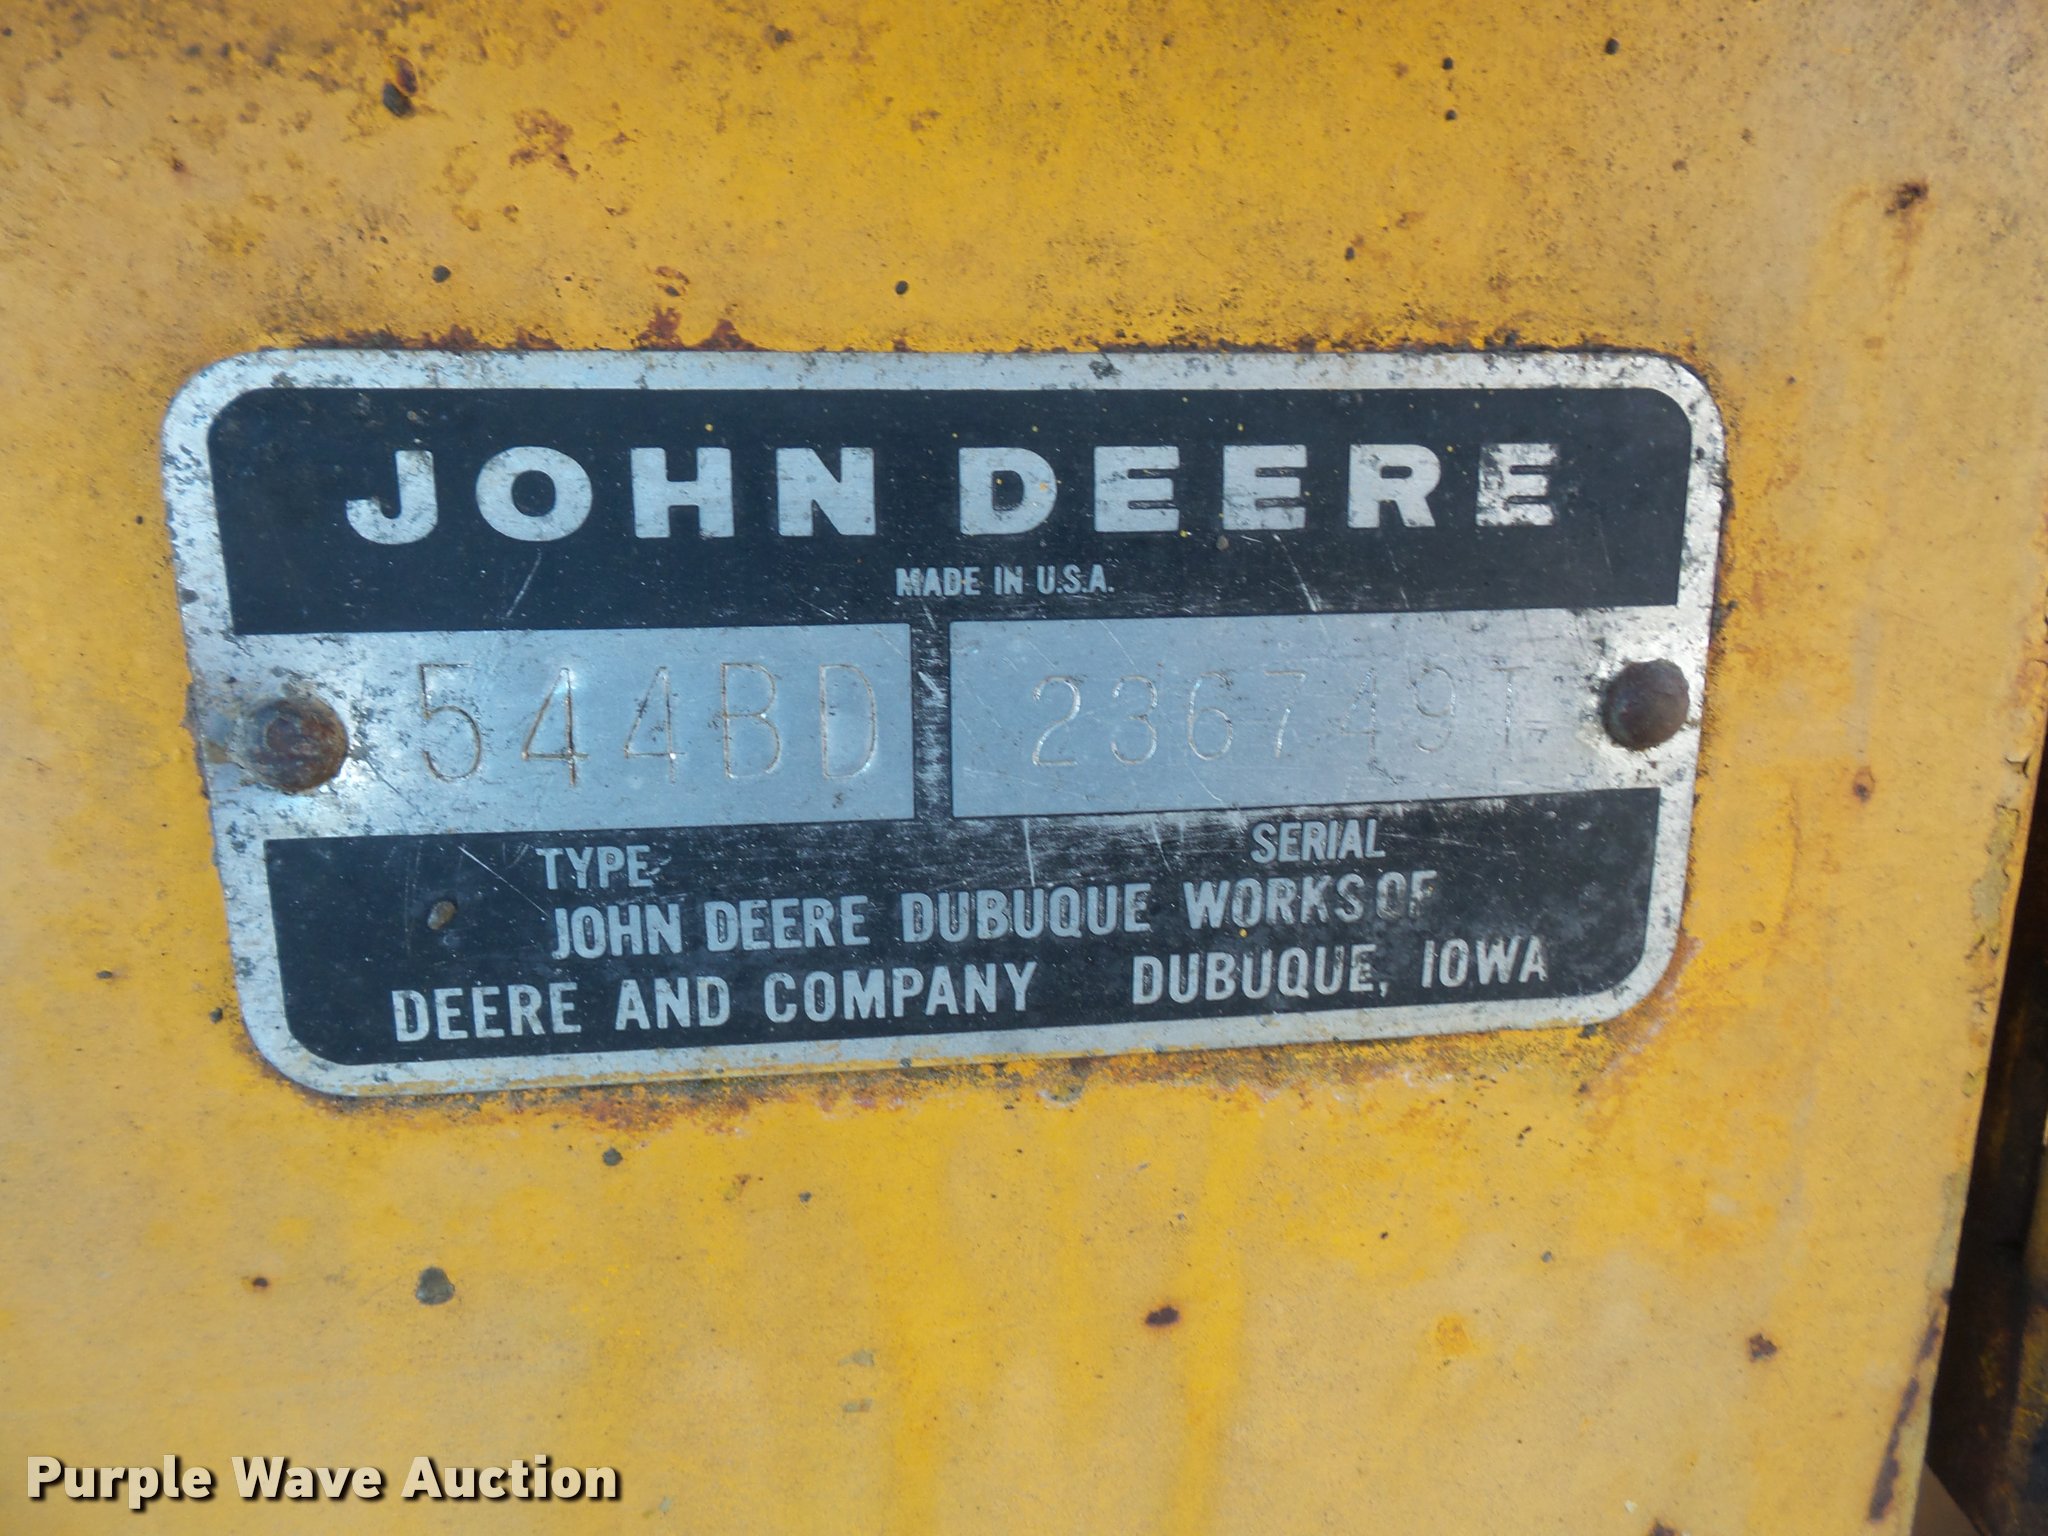 JOHN DEERE
MADE IN U.S.A.
544BD 236749T
TYPE SERIAL
JOHN DEERE DUBUQUE WORKS OF
DEERE AND COMPANY DUBUQUE, IOWA
Purple Wave Auction